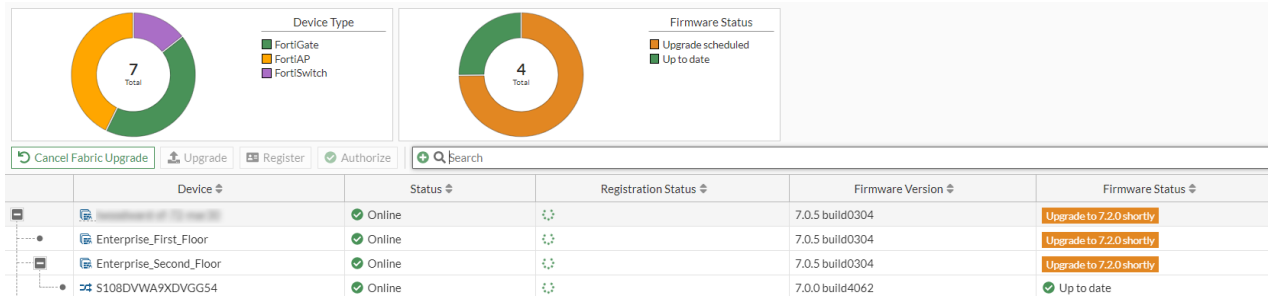 Device Type
FortiGate
FortiAP
FortiSwitch
7
Total
Firmware Status
Upgrade scheduled
Up to date
4
Total
Cancel Fabric Upgrade Upgrade Register Authorize Search
Device Status Registration Status Firmware Version Firmware Status
Online 7.0.5 build0304 Upgrade to 7.2.0 shortly
Enterprise_First_Floor Online 7.0.5 build0304 Upgrade to 7.2.0 shortly
Enterprise_Second_Floor Online 7.0.5 build0304 Upgrade to 7.2.0 shortly
S108DVWA9XDVGG54 Online 7.0.0 build4062 Up to date